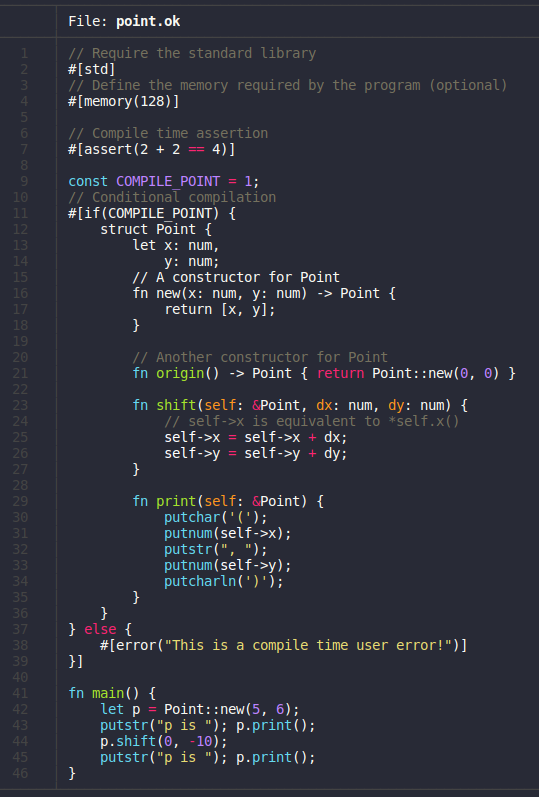 File: point.ok
1 // Require the standard library
2 #[std]
3 // Define the memory required by the program (optional)
4 #[memory(128)]
5
6 // Compile time assertion
7 #[assert(2 + 2 == 4)]
8
9 const COMPILE_POINT = 1;
10 // Conditional compilation
11 #[if(COMPILE_POINT) {
12     struct Point {
13         let x: num,
14             y: num;
15         // A constructor for Point
16         fn new(x: num, y: num) -> Point {
17             return [x, y];
18         }
19
20         // Another constructor for Point
21         fn origin() -> Point { return Point::new(0, 0) }
22
23         fn shift(self: &Point, dx: num, dy: num) {
24             // self->x is equivalent to *self.x()
25             self->x = self->x + dx;
26             self->y = self->y + dy;
27         }
28
29         fn print(self: &Point) {
30             putchar('(');
31             putnum(self->x);
32             putstr(", ");
33             putnum(self->y);
34             putcharln(')');
35         }
36     }
37 } else {
38     #[error("This is a compile time user error!")]
39 }]
40
41 fn main() {
42     let p = Point::new(5, 6);
43     putstr("p is "); p.print();
44     p.shift(0, -10);
45     putstr("p is "); p.print();
46 }